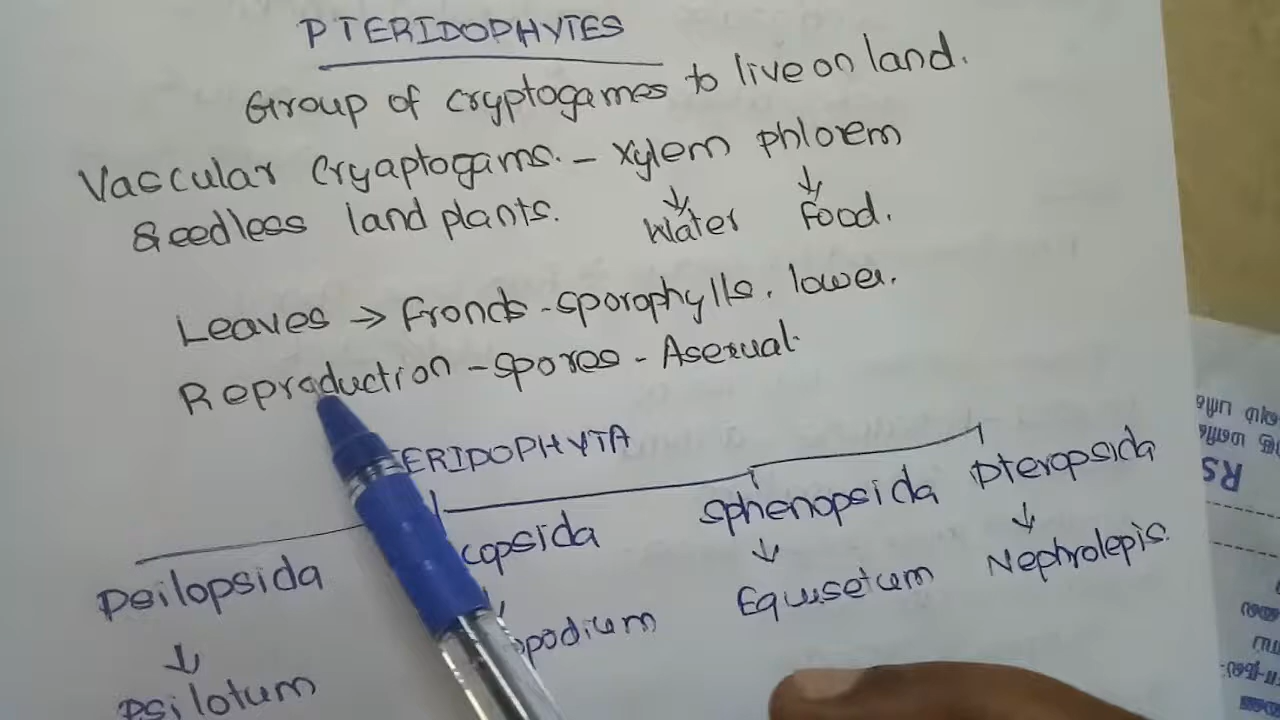 PTERIDOPHYTES
Group of cryptogames to live on land.
Vascular Cryaptogams. - Xylem phloem
Seedless land plants. Water Food.
Leaves → Fronds - sporophylls. lower.
Reproduction - spores - Asexual.
ERIDOPHYTA
Psilopsida copsida Sphenopsida Pteropsida
Psilotum podium Equisetum Nephrolepis.
RS